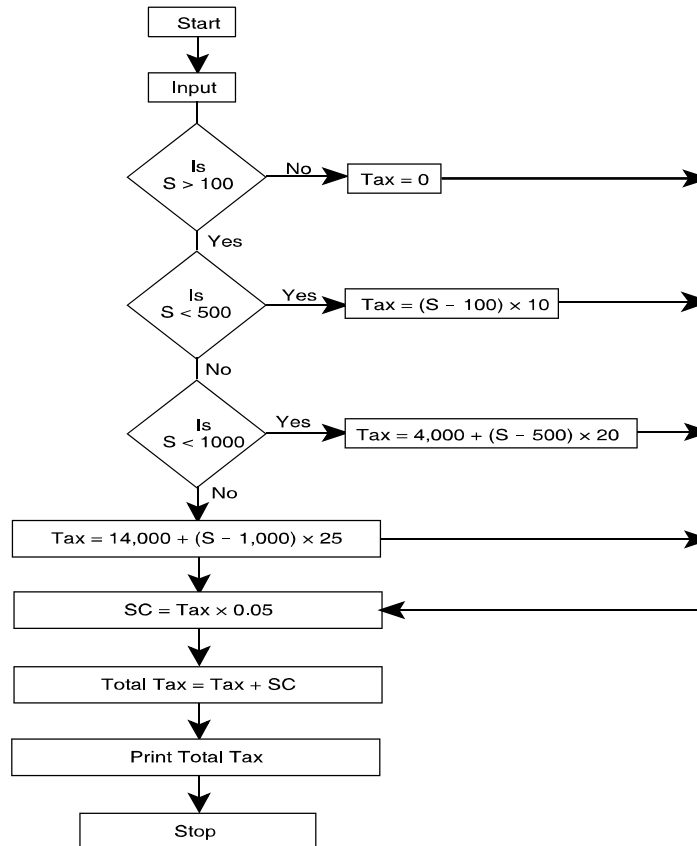 Start
Input
Is
S > 100
No
Tax = 0
Yes
Is
S < 500
Yes
Tax = (S – 100) × 10
No
Is
S < 1000
Yes
Tax = 4,000 + (S – 500) × 20
No
Tax = 14,000 + (S – 1,000) × 25
SC = Tax × 0.05
Total Tax = Tax + SC
Print Total Tax
Stop